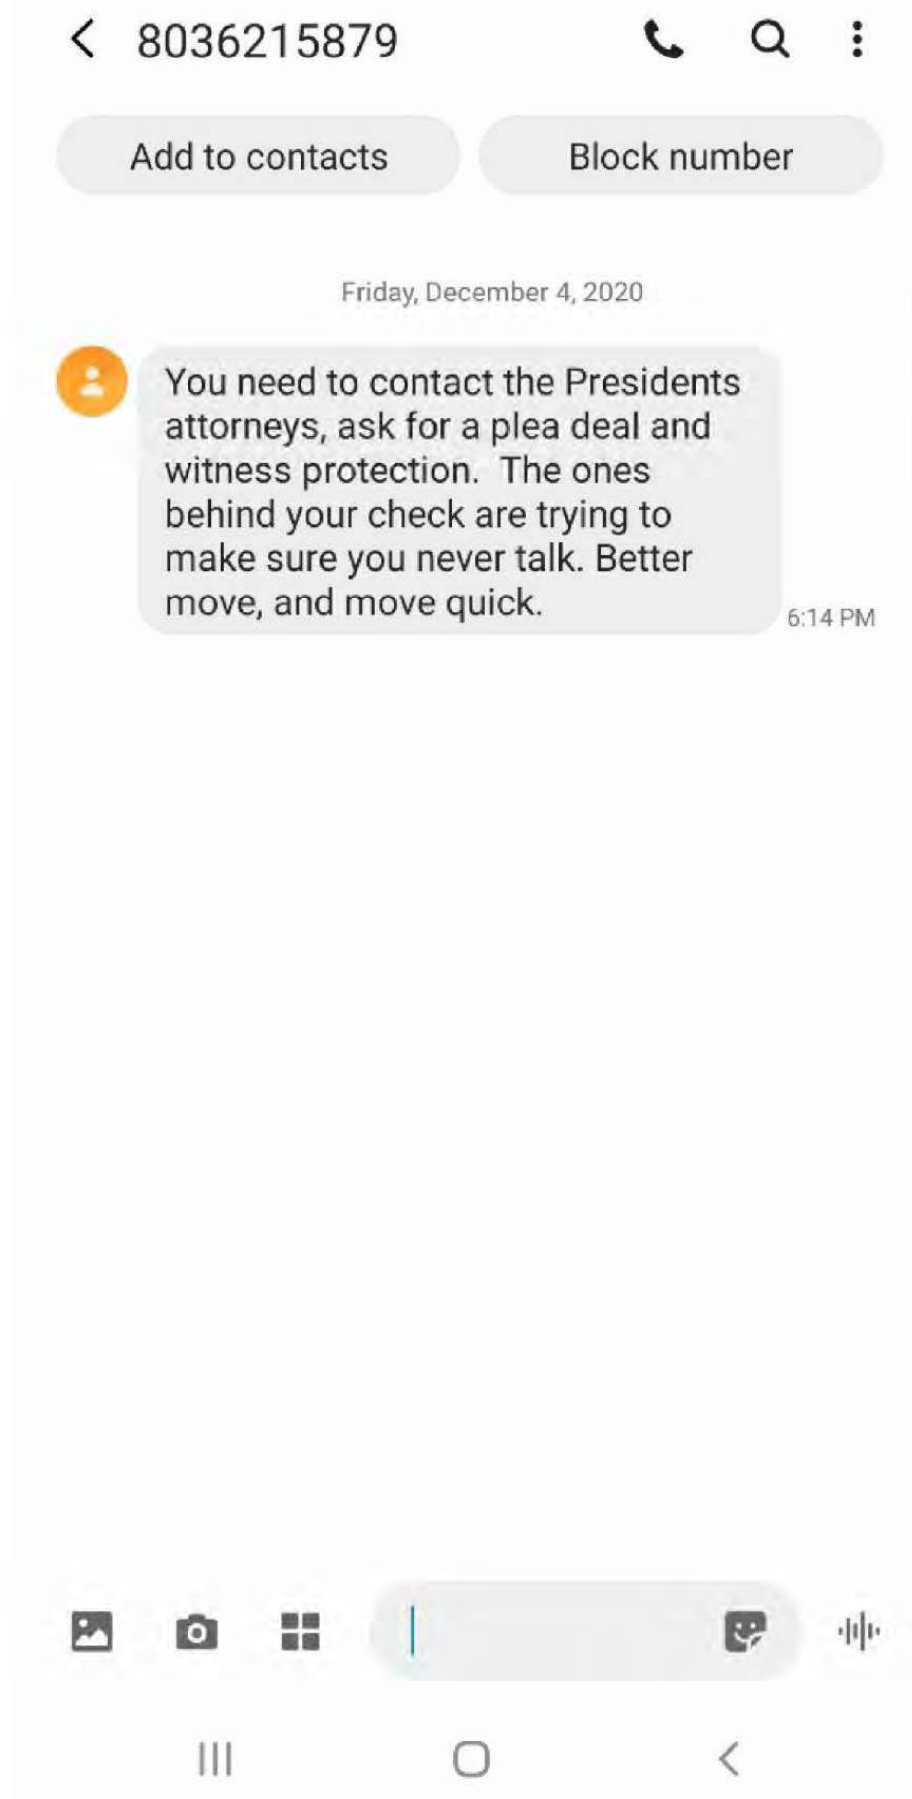 8036215879
Add to contacts
Block number
Friday, December 4, 2020
You need to contact the Presidents
attorneys, ask for a plea deal and
witness protection.  The ones
behind your check are trying to
make sure you never talk. Better
move, and move quick.
6:14 PM